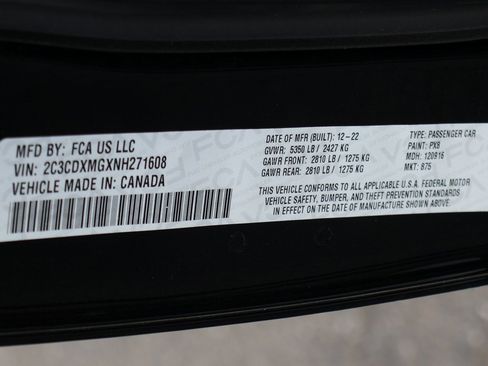 MFD BY: FCA US LLC
VIN: 2C3CDXMGXNH271608
VEHICLE MADE IN: CANADA
DATE OF MFR (BUILT): 12-22
GVWR: 5350 LB / 2427 KG
GAWR FRONT: 2810 LB / 1275 KG
GAWR REAR: 2810 LB / 1275 KG
TYPE: PASSENGER CAR
PAINT: PX8
MDH: 120916
MKT: 875
THIS VEHICLE CONFORMS TO ALL APPLICABLE U.S.A. FEDERAL MOTOR
VEHICLE SAFETY, BUMPER, AND THEFT PREVENTION STANDARDS
IN EFFECT ON THE DATE OF MANUFACTURE SHOWN ABOVE.